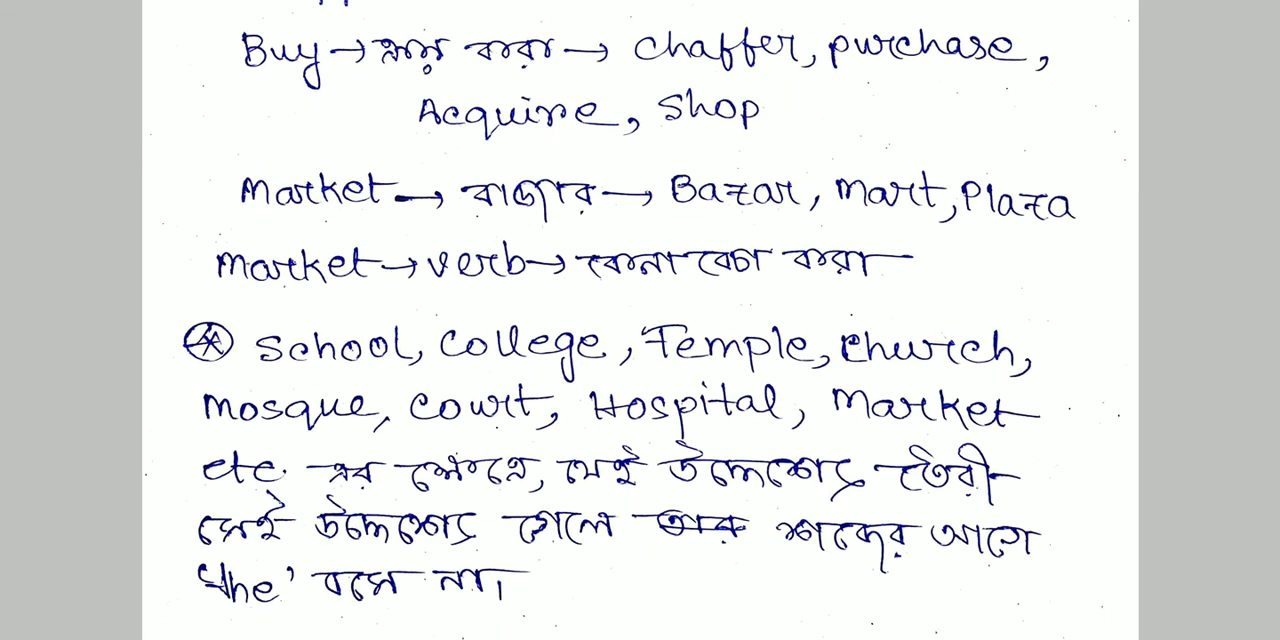 Buy → ক্রয় করা → Chaffer, purchase,
Acquire, Shop
Market → বাজার → Bazar, Mart, Plaza
Market → verb → কেনা বেচা করা
School, College, Temple, Church,
Mosque, Court, Hospital, Market
etc. এর ক্ষেত্রে, যেই উদ্দেশ্যে তৈরী
সেই উদ্দেশ্যে গেলে শব্দের আগে
'the' বসে না।